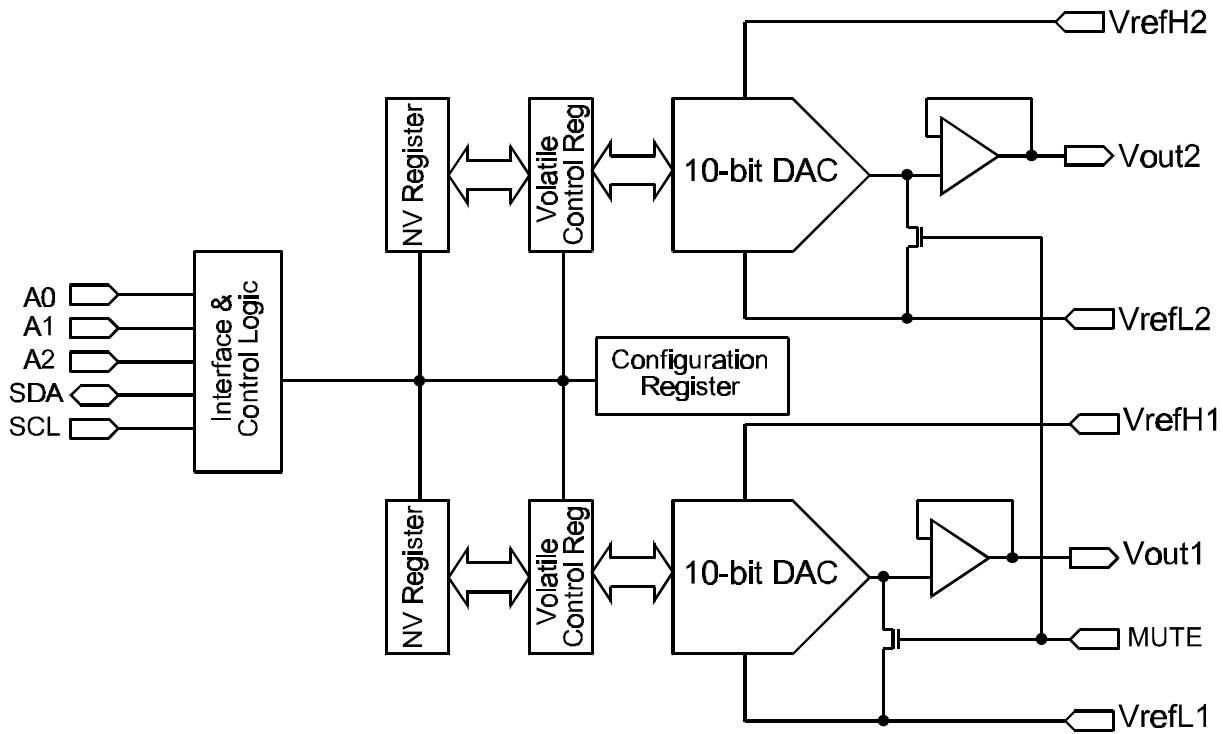 VrefH2
NV Register
Volatile
Control Reg
10-bit DAC
Vout2
Interface &
Control Logic
A0
A1
A2
SDA
SCL
VrefL2
Configuration
Register
VrefH1
NV Register
Volatile
Control Reg
10-bit DAC
Vout1
MUTE
VrefL1